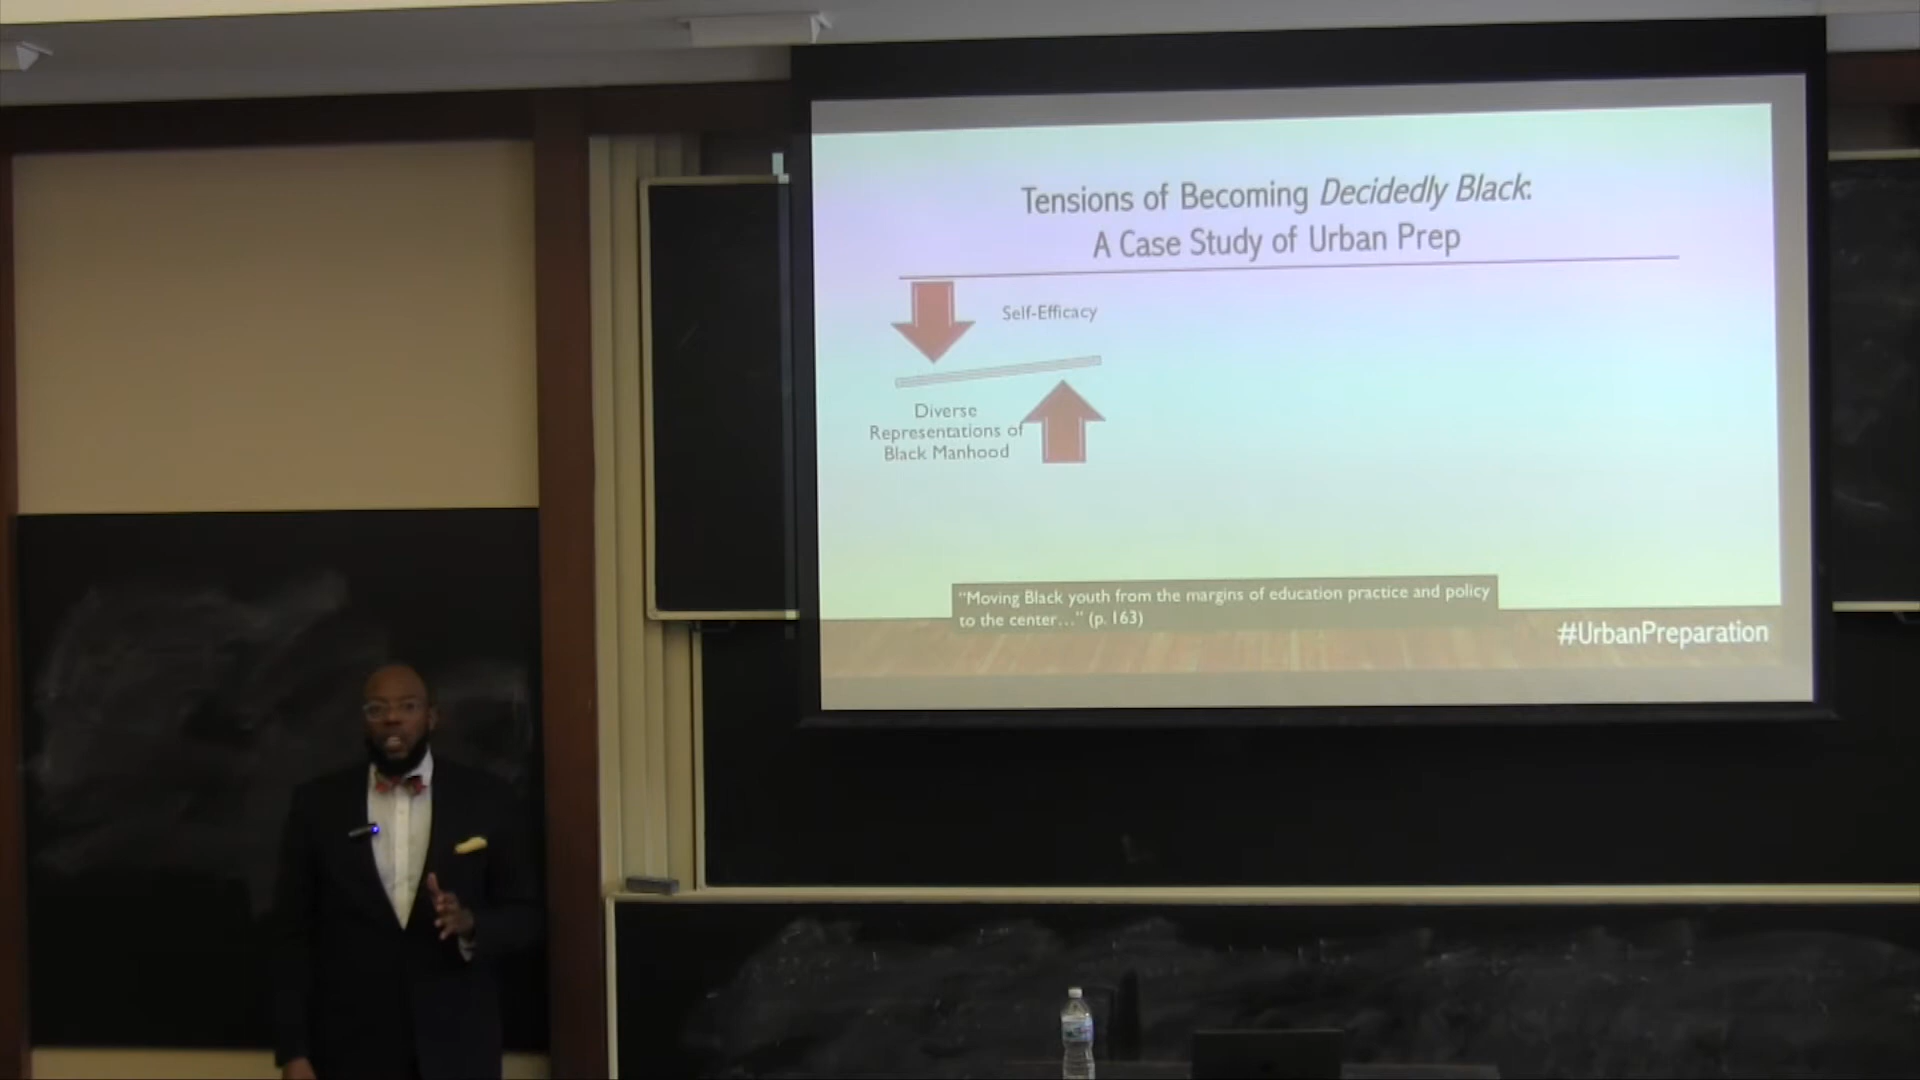 Tensions of Becoming Decidedly Black:
A Case Study of Urban Prep
Self-Efficacy
Diverse
Representations of
Black Manhood
“Moving Black youth from the margins of education practice and policy
to the center…” (p. 163)
#UrbanPreparation